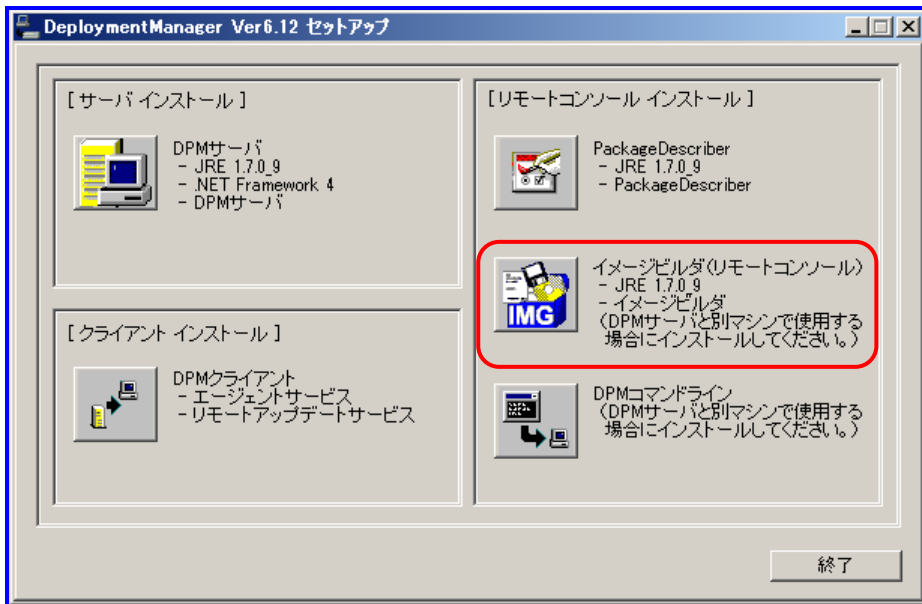 DeploymentManager Ver6.12 セットアップ
[ サーバ インストール ]
DPMサーバ
- JRE 1.7.0_9
- .NET Framework 4
- DPMサーバ
[ クライアント インストール ]
DPMクライアント
- エージェントサービス
- リモートアップデートサービス
[ リモートコンソール インストール ]
PackageDescriber
- JRE 1.7.0_9
- PackageDescriber
IMG
イメージビルダ(リモートコンソール)
- JRE 1.7.0_9
- イメージビルダ
(DPMサーバと別マシンで使用する
場合にインストールしてください。)
DPMコマンドライン
(DPMサーバと別マシンで使用する
場合にインストールしてください。)
終了